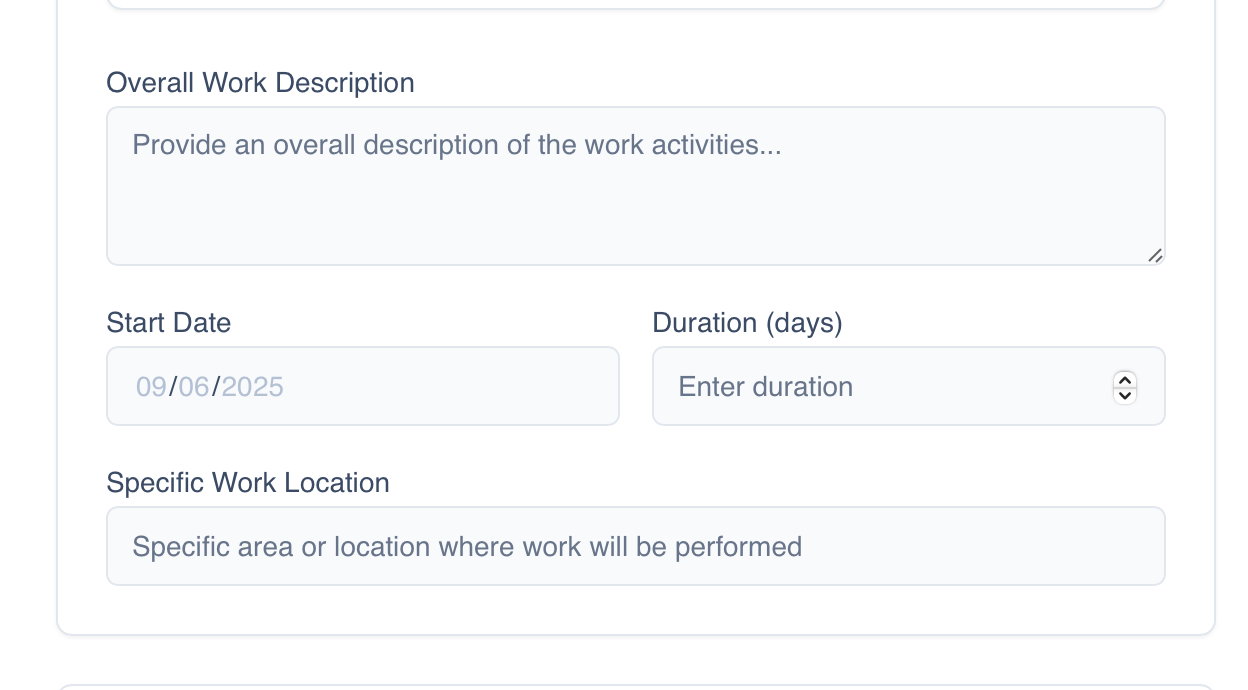 Overall Work Description
Provide an overall description of the work activities...
Start Date
09/06/2025
Duration (days)
Enter duration
Specific Work Location
Specific area or location where work will be performed